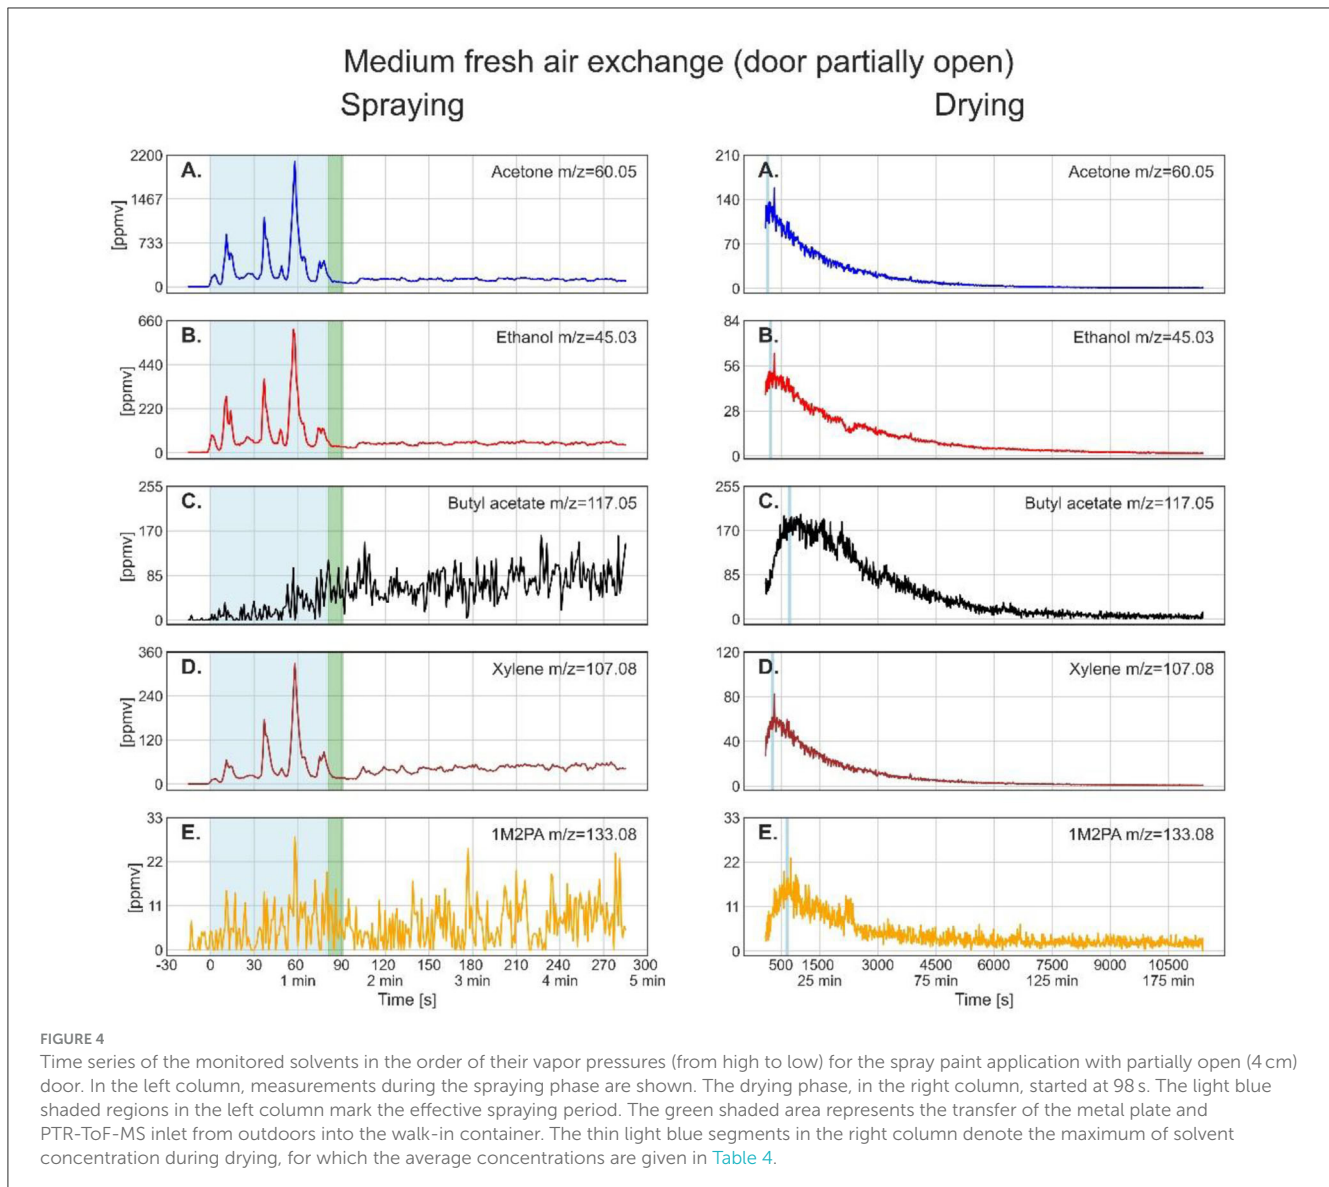 Medium fresh air exchange (door partially open)
Spraying
Drying
A.
Acetone m/z=60.05
2200
1467
733
0
[ppmv]
B.
Ethanol m/z=45.03
660
440
220
0
[ppmv]
C.
Butyl acetate m/z=117.05
255
170
85
0
[ppmv]
D.
Xylene m/z=107.08
360
240
120
0
[ppmv]
E.
1M2PA m/z=133.08
33
22
11
0
[ppmv]
-30 0 30 60 90 120 150 180 210 240 270 300
1 min 2 min 3 min 4 min 5 min
Time [s]
A.
Acetone m/z=60.05
210
140
70
0
B.
Ethanol m/z=45.03
84
56
28
0
C.
Butyl acetate m/z=117.05
255
170
85
0
D.
Xylene m/z=107.08
120
80
40
0
E.
1M2PA m/z=133.08
33
22
11
0
500 1500 3000 4500 6000 7500 9000 10500
25 min 75 min 125 min 175 min
Time [s]
FIGURE 4
Time series of the monitored solvents in the order of their vapor pressures (from high to low) for the spray paint application with partially open (4 cm)
door. In the left column, measurements during the spraying phase are shown. The drying phase, in the right column, started at 98 s. The light blue
shaded regions in the left column mark the effective spraying period. The green shaded area represents the transfer of the metal plate and
PTR-ToF-MS inlet from outdoors into the walk-in container. The thin light blue segments in the right column denote the maximum of solvent
concentration during drying, for which the average concentrations are given in Table 4.